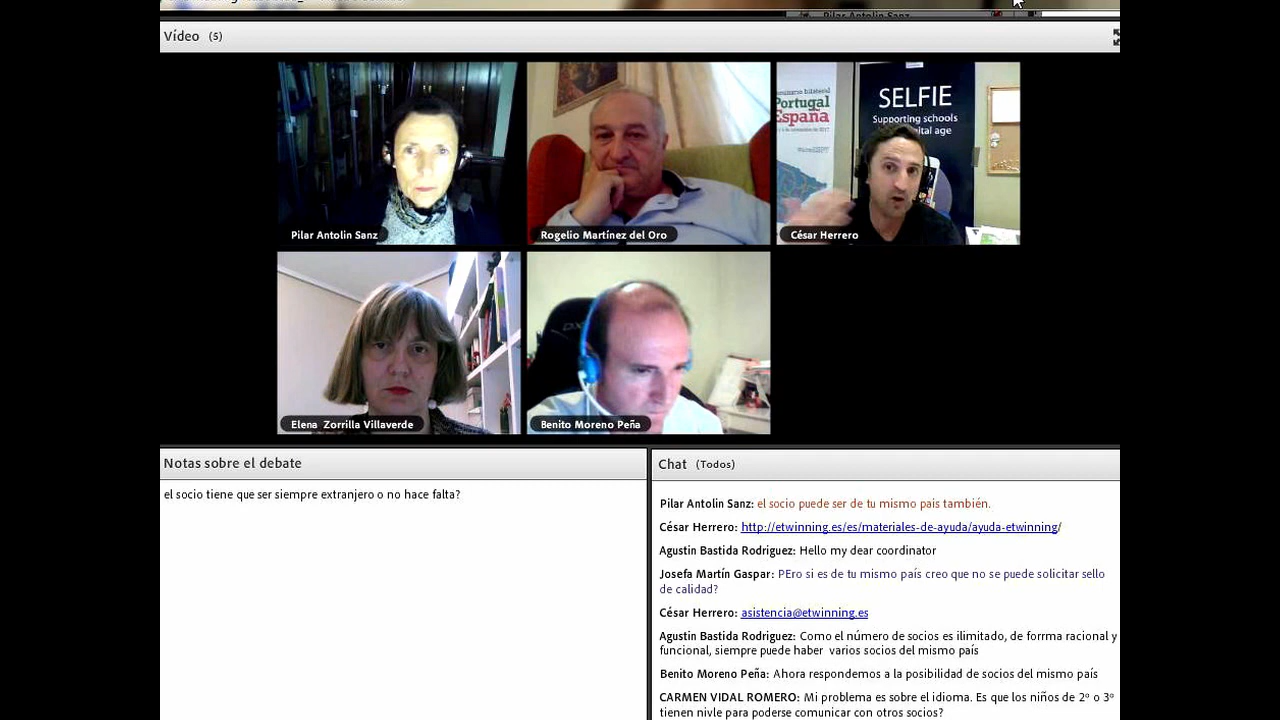 Pilar Antolin Sanz
Vídeo (5)
Portugal
España
SELFIE
Supporting schools
digital age
Pilar Antolin Sanz
Rogelio Martínez del Oro
César Herrero
Elena Zorrilla Villaverde
Benito Moreno Peña
Notas sobre el debate
el socio tiene que ser siempre extranjero o no hace falta?
Chat (Todos)
Pilar Antolin Sanz: el socio puede ser de tu mismo pais también.
César Herrero: http://etwinning.es/es/materiales-de-ayuda/ayuda-etwinning/
Agustin Bastida Rodriguez: Hello my dear coordinator
Josefa Martín Gaspar: PEro si es de tu mismo país creo que no se puede solicitar sello
de calidad?
César Herrero: asistencia@etwinning.es
Agustin Bastida Rodriguez: Como el número de socios es ilimitado, de forrma racional y
funcional, siempre puede haber varios socios del mismo país
Benito Moreno Peña: Ahora respondemos a la posibilidad de socios del mismo país
CARMEN VIDAL ROMERO: Mi problema es sobre el idioma. Es que los niños de 2º o 3º
tienen nivle para poderse comunicar con otros socios?